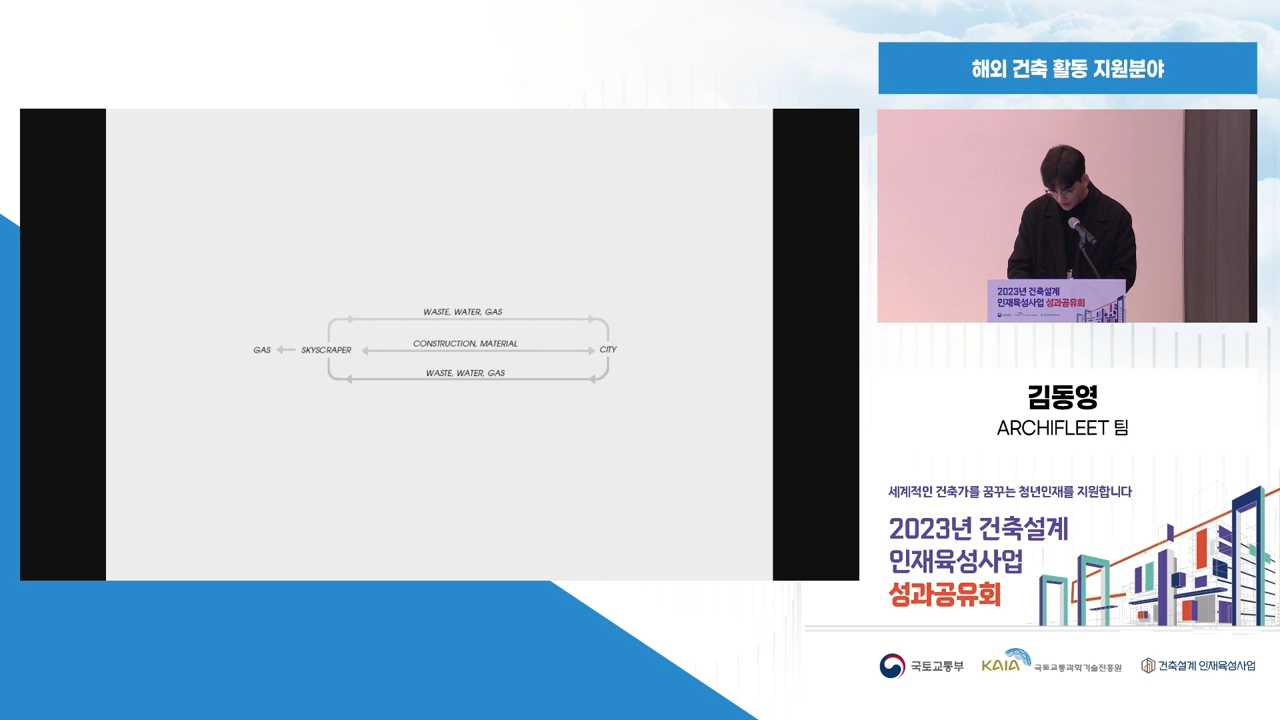 해외 건축 활동 지원분야
WASTE, WATER, GAS
CONSTRUCTION, MATERIAL
GAS
SKYSCRAPER
CITY
WASTE, WATER, GAS
2023년 건축설계
인재육성사업 성과공유회
김동영
ARCHIFLEET 팀
세계적인 건축가를 꿈꾸는 청년인재를 지원합니다
2023년 건축설계
인재육성사업
성과공유회
국토교통부
KAIA 국토교통과학기술진흥원
건축설계 인재육성사업